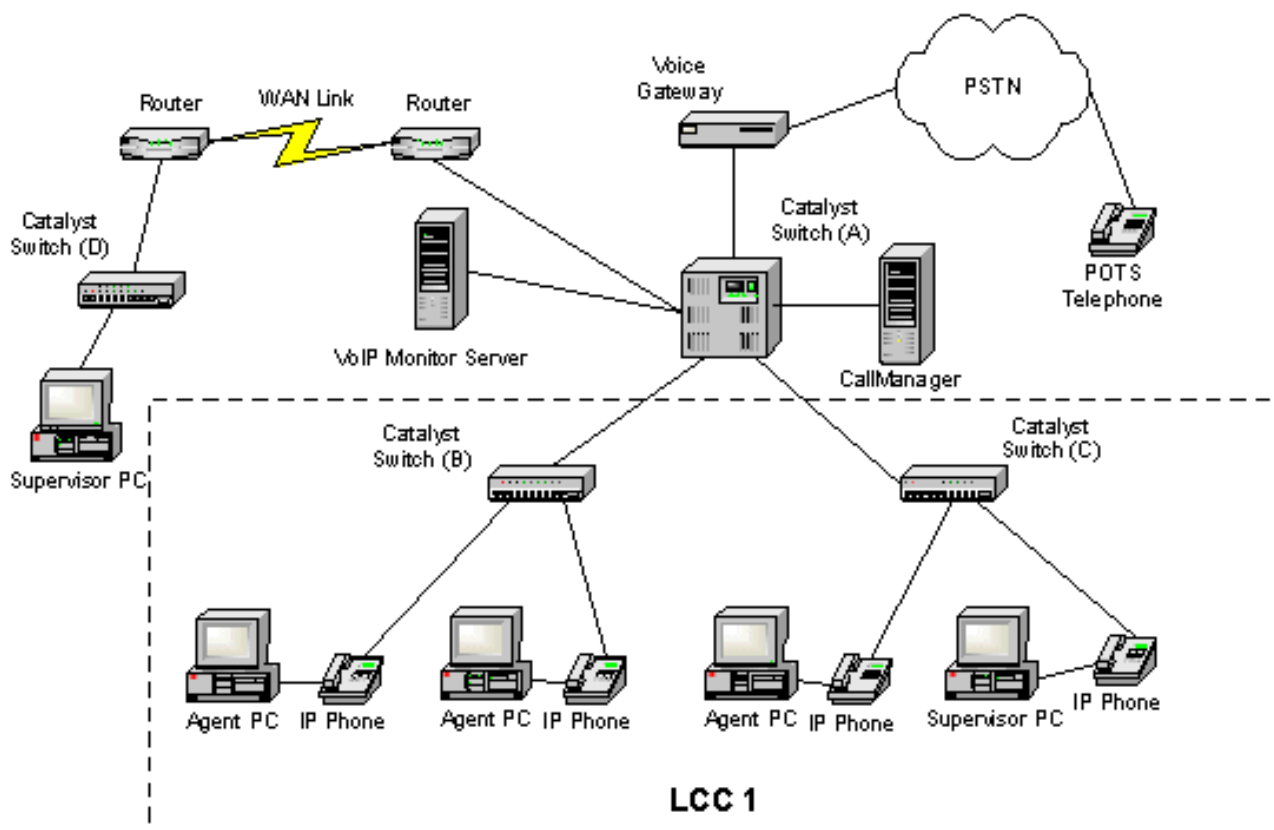 Voice
Gateway
PSTN
Router
WAN Link
Router
Catalyst
Switch (D)
Catalyst
Switch (A)
POTS
Telephone
VoIP Monitor Server
CallManager
Supervisor PC
Catalyst
Switch (B)
Catalyst
Switch (C)
Agent PC
IP Phone
Agent PC
IP Phone
Agent PC
IP Phone
Supervisor PC
IP Phone
LCC 1